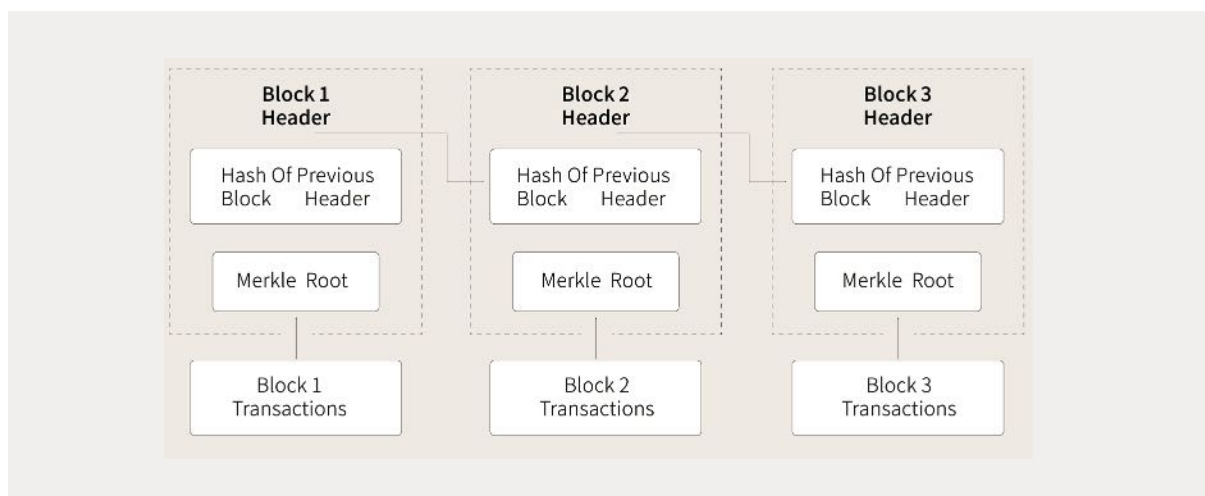 Block 1
Header
Hash Of Previous
Block Header
Merkle Root
Block 1
Transactions
Block 2
Header
Hash Of Previous
Block Header
Merkle Root
Block 2
Transactions
Block 3
Header
Hash Of Previous
Block Header
Merkle Root
Block 3
Transactions